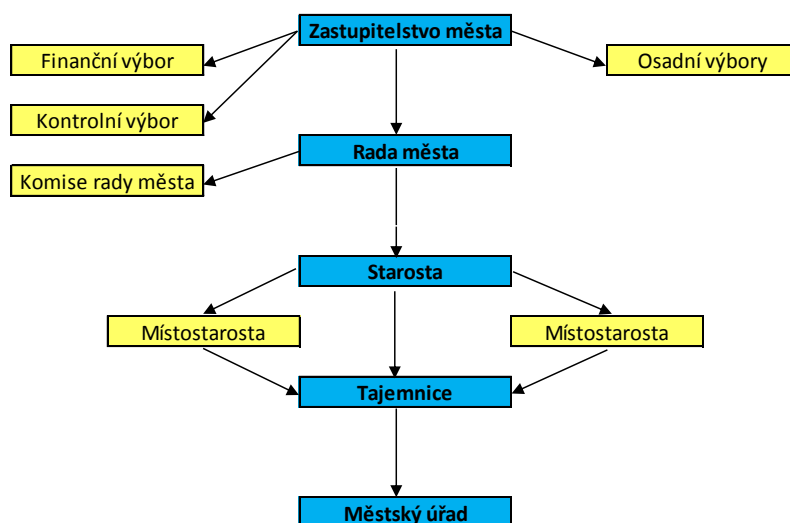 Zastupitelstvo města
Finanční výbor
Osadní výbory
Kontrolní výbor
Rada města
Komise rady města
Starosta
Místostarosta
Místostarosta
Tajemnice
Městský úřad